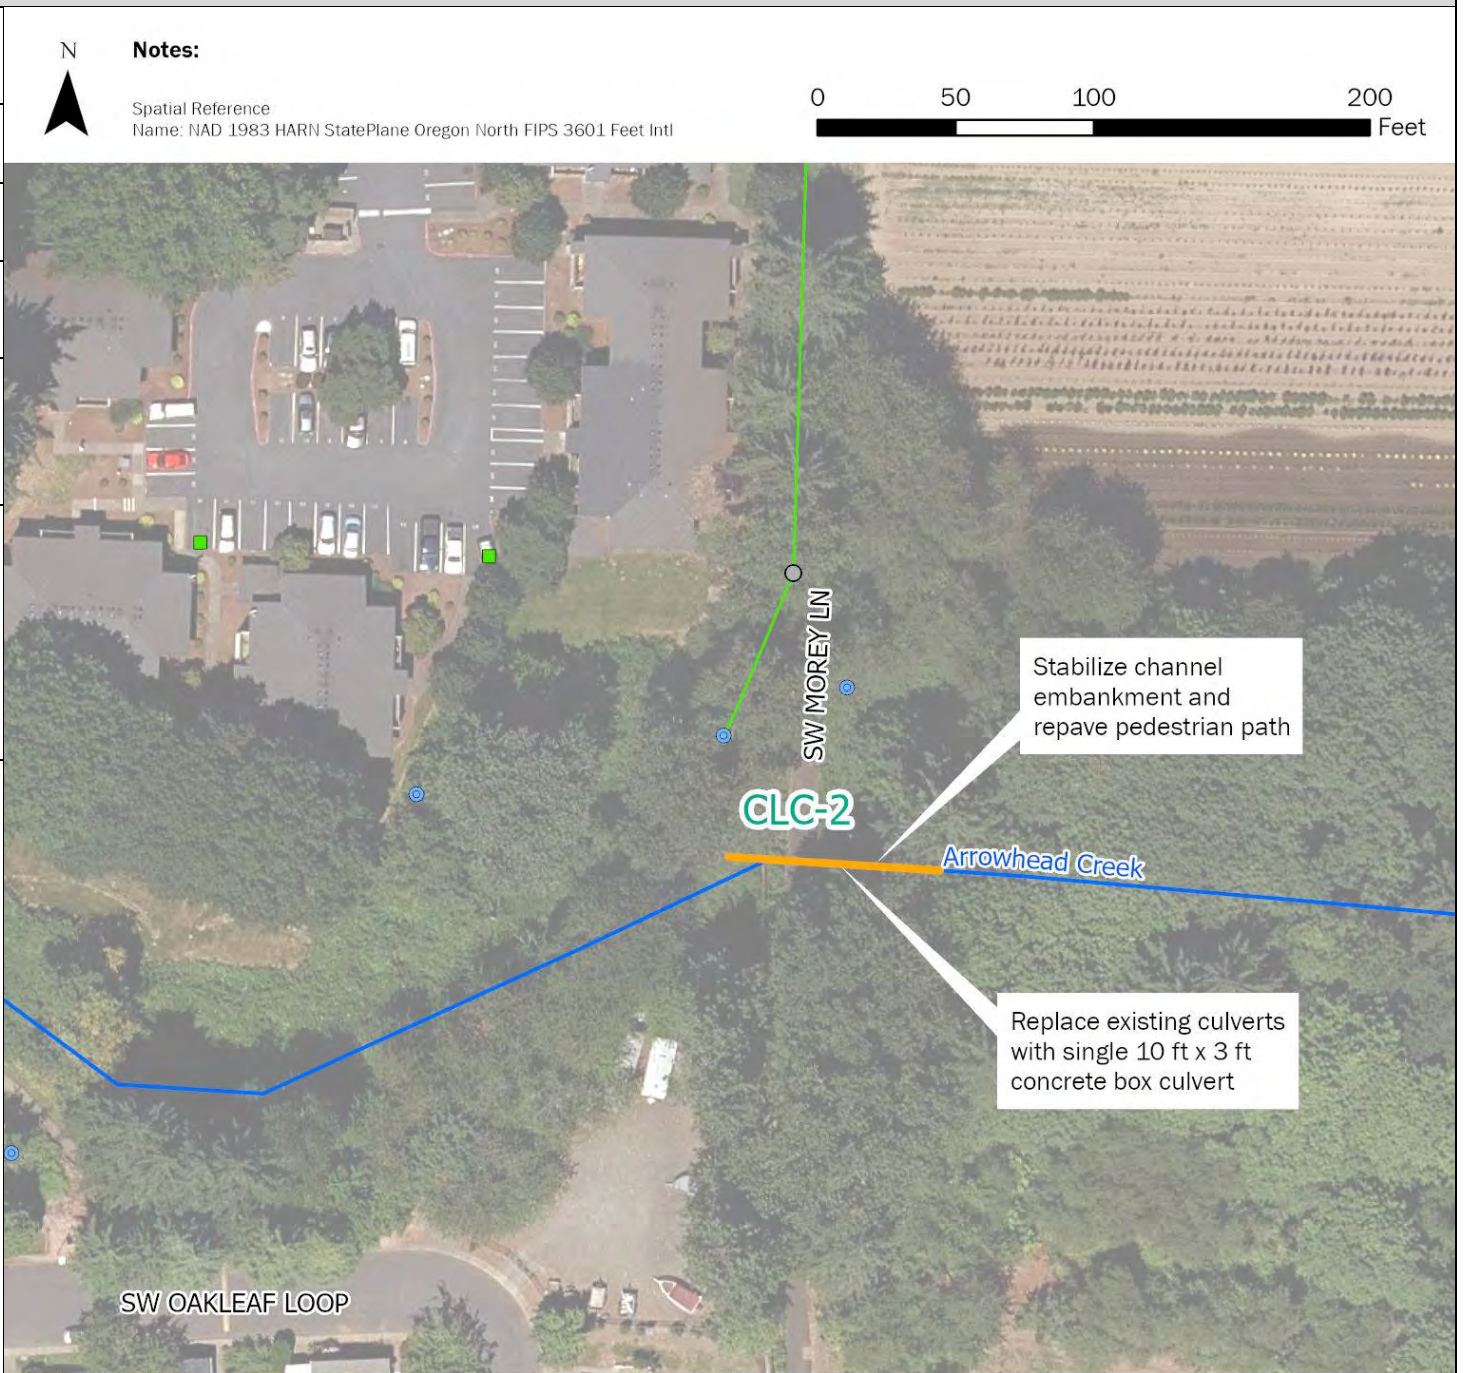 N
Notes:
Spatial Reference
Name: NAD 1983 HARN StatePlane Oregon North FIPS 3601 Feet Intl
0 50 100 200
Feet
SW MOREY LN
Stabilize channel
embankment and
repave pedestrian path
CLC-2
Arrowhead Creek
Replace existing culverts
with single 10 ft x 3 ft
concrete box culvert
SW OAKLEAF LOOP